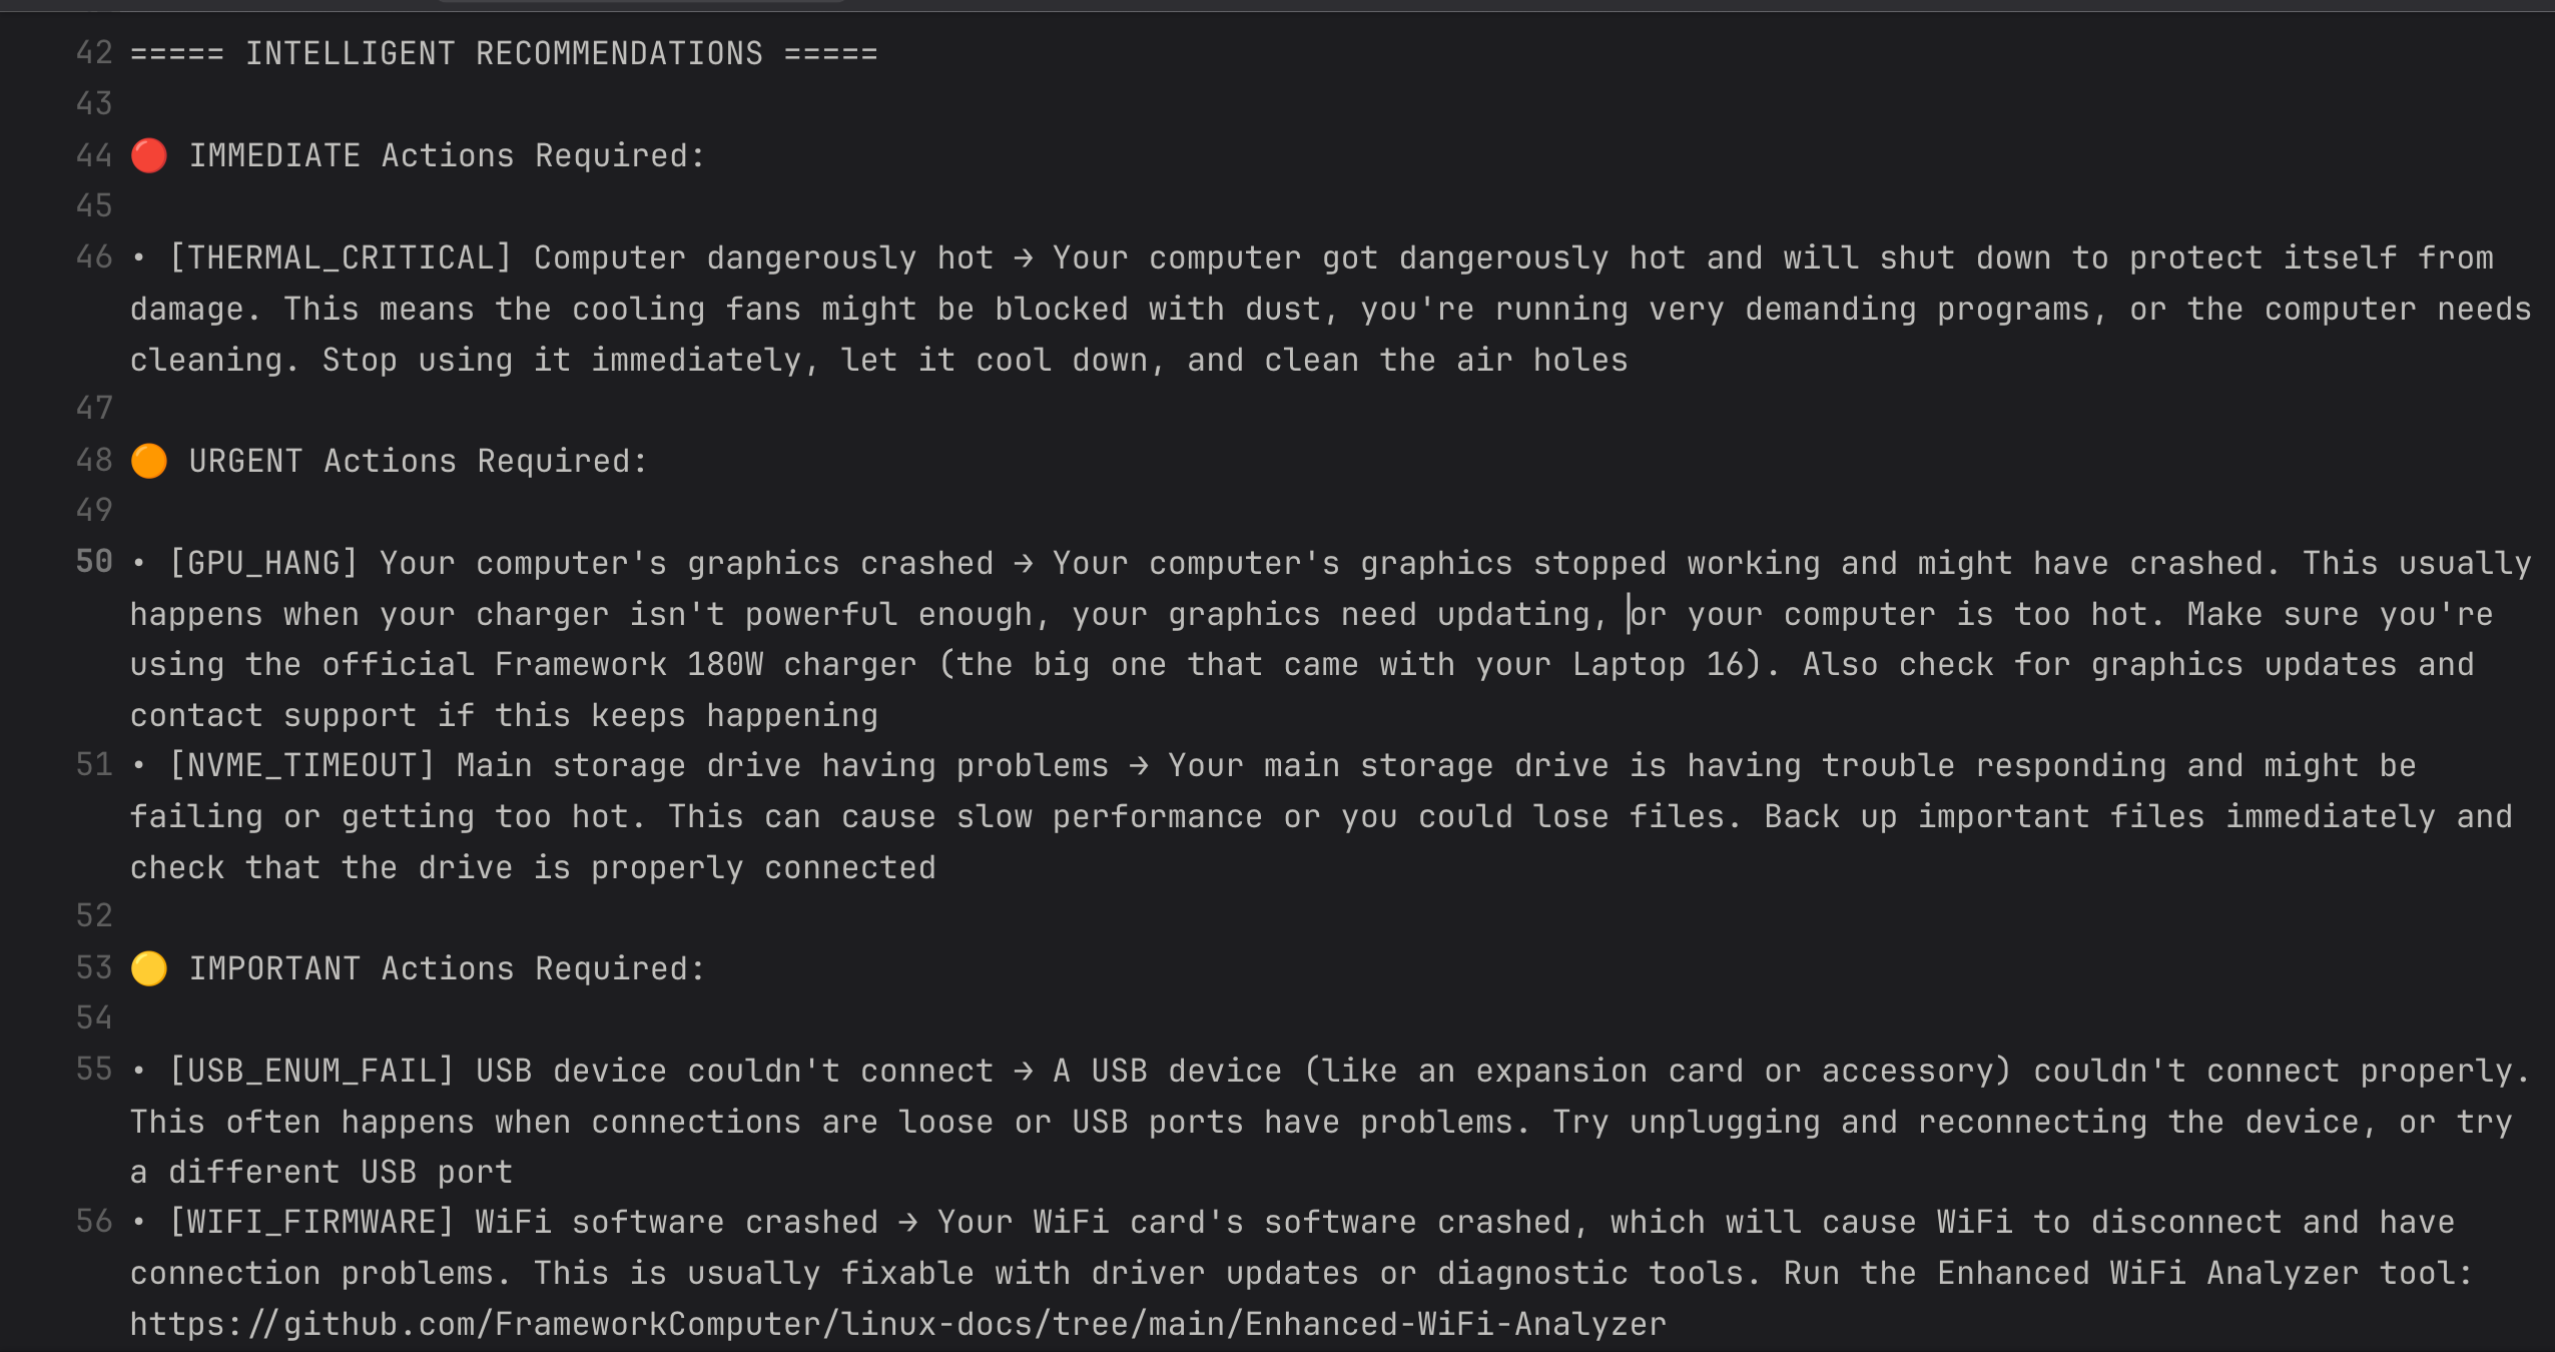 42 ===== INTELLIGENT RECOMMENDATIONS =====
43
44 🔴 IMMEDIATE Actions Required:
45
46 • [THERMAL_CRITICAL] Computer dangerously hot → Your computer got dangerously hot and will shut down to protect itself from
damage. This means the cooling fans might be blocked with dust, you're running very demanding programs, or the computer needs
cleaning. Stop using it immediately, let it cool down, and clean the air holes
47
48 🟠 URGENT Actions Required:
49
50 • [GPU_HANG] Your computer's graphics crashed → Your computer's graphics stopped working and might have crashed. This usually
happens when your charger isn't powerful enough, your graphics need updating, or your computer is too hot. Make sure you're
using the official Framework 180W charger (the big one that came with your Laptop 16). Also check for graphics updates and
contact support if this keeps happening
51 • [NVME_TIMEOUT] Main storage drive having problems → Your main storage drive is having trouble responding and might be
failing or getting too hot. This can cause slow performance or you could lose files. Back up important files immediately and
check that the drive is properly connected
52
53 🟡 IMPORTANT Actions Required:
54
55 • [USB_ENUM_FAIL] USB device couldn't connect → A USB device (like an expansion card or accessory) couldn't connect properly.
This often happens when connections are loose or USB ports have problems. Try unplugging and reconnecting the device, or try
a different USB port
56 • [WIFI_FIRMWARE] WiFi software crashed → Your WiFi card's software crashed, which will cause WiFi to disconnect and have
connection problems. This is usually fixable with driver updates or diagnostic tools. Run the Enhanced WiFi Analyzer tool:
https://github.com/FrameworkComputer/linux-docs/tree/main/Enhanced-WiFi-Analyzer